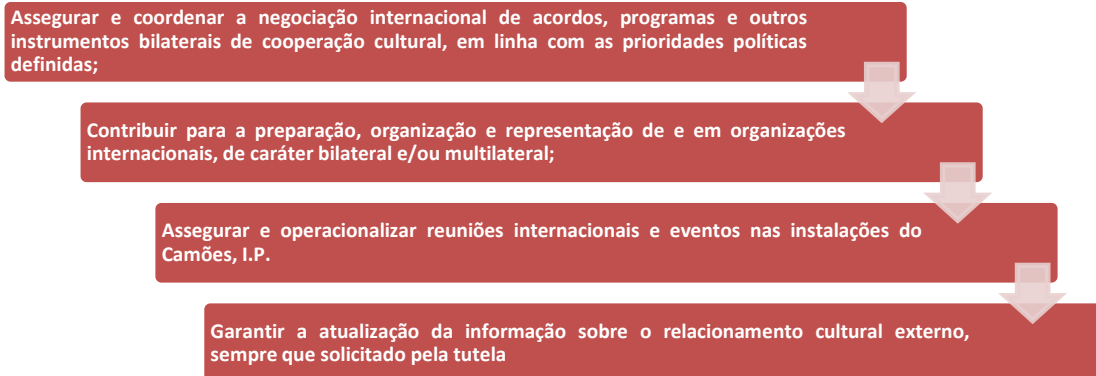 Assegurar e coordenar a negociação internacional de acordos, programas e outros
instrumentos bilaterais de cooperação cultural, em linha com as prioridades políticas
definidas;
Contribuir para a preparação, organização e representação de e em organizações
internacionais, de caráter bilateral e/ou multilateral;
Assegurar e operacionalizar reuniões internacionais e eventos nas instalações do
Camões, I.P.
Garantir a atualização da informação sobre o relacionamento cultural externo,
sempre que solicitado pela tutela